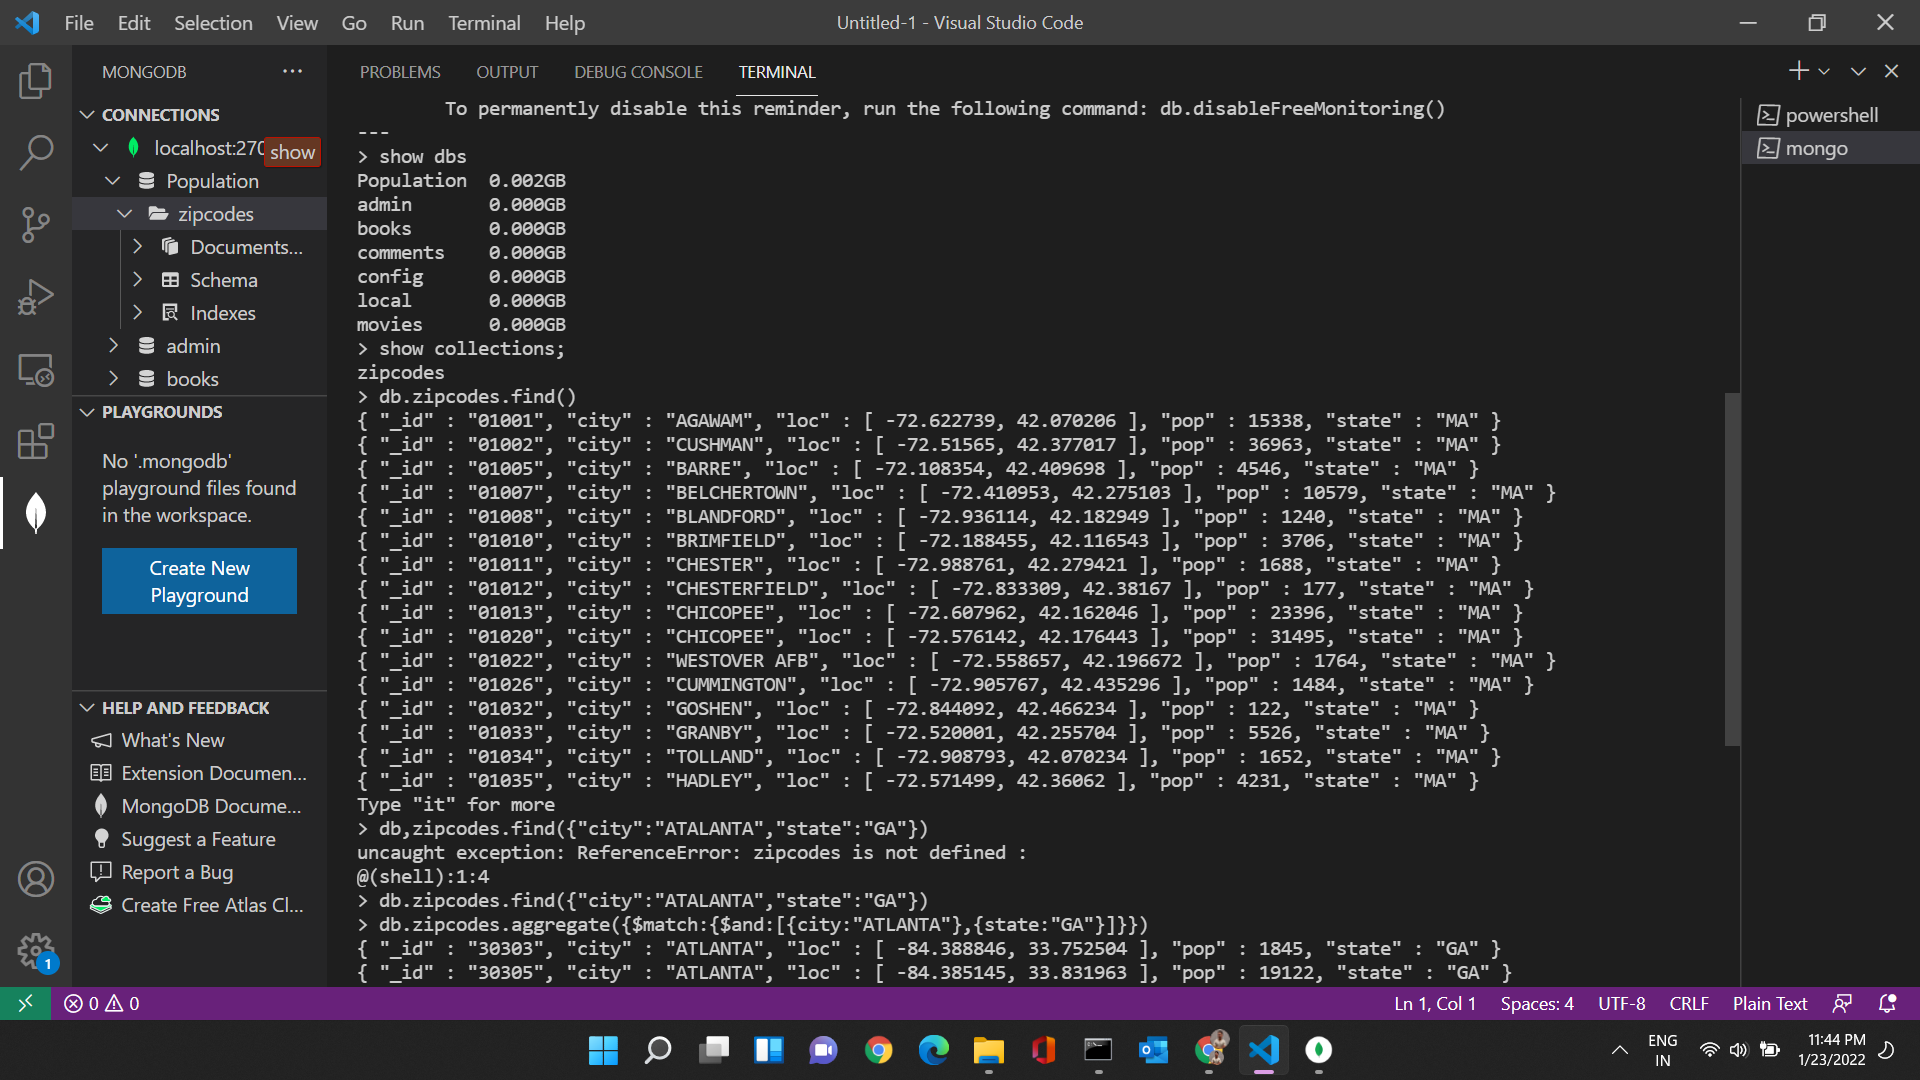 File Edit Selection View Go Run Terminal Help
Untitled-1 - Visual Studio Code
MONGODB
CONNECTIONS
localhost:270
show
Population
zipcodes
Documents...
Schema
Indexes
admin
books
PLAYGROUNDS
No '.mongodb'
playground files found
in the workspace.
Create New
Playground
HELP AND FEEDBACK
What's New
Extension Documen...
MongoDB Docume...
Suggest a Feature
Report a Bug
Create Free Atlas Cl...
1
PROBLEMS OUTPUT DEBUG CONSOLE TERMINAL
To permanently disable this reminder, run the following command: db.disableFreeMonitoring()
---
> show dbs
Population 0.002GB
admin 0.000GB
books 0.000GB
comments 0.000GB
config 0.000GB
local 0.000GB
movies 0.000GB
> show collections;
zipcodes
> db.zipcodes.find()
{ "_id" : "01001", "city" : "AGAWAM", "loc" : [ -72.622739, 42.070206 ], "pop" : 15338, "state" : "MA" }
{ "_id" : "01002", "city" : "CUSHMAN", "loc" : [ -72.51565, 42.377017 ], "pop" : 36963, "state" : "MA" }
{ "_id" : "01005", "city" : "BARRE", "loc" : [ -72.108354, 42.409698 ], "pop" : 4546, "state" : "MA" }
{ "_id" : "01007", "city" : "BELCHERTOWN", "loc" : [ -72.410953, 42.275103 ], "pop" : 10579, "state" : "MA" }
{ "_id" : "01008", "city" : "BLANDFORD", "loc" : [ -72.936114, 42.182949 ], "pop" : 1240, "state" : "MA" }
{ "_id" : "01010", "city" : "BRIMFIELD", "loc" : [ -72.188455, 42.116543 ], "pop" : 3706, "state" : "MA" }
{ "_id" : "01011", "city" : "CHESTER", "loc" : [ -72.988761, 42.279421 ], "pop" : 1688, "state" : "MA" }
{ "_id" : "01012", "city" : "CHESTERFIELD", "loc" : [ -72.833309, 42.38167 ], "pop" : 177, "state" : "MA" }
{ "_id" : "01013", "city" : "CHICOPEE", "loc" : [ -72.607962, 42.162046 ], "pop" : 23396, "state" : "MA" }
{ "_id" : "01020", "city" : "CHICOPEE", "loc" : [ -72.576142, 42.176443 ], "pop" : 31495, "state" : "MA" }
{ "_id" : "01022", "city" : "WESTOVER AFB", "loc" : [ -72.558657, 42.196672 ], "pop" : 1764, "state" : "MA" }
{ "_id" : "01026", "city" : "CUMMINGTON", "loc" : [ -72.905767, 42.435296 ], "pop" : 1484, "state" : "MA" }
{ "_id" : "01032", "city" : "GOSHEN", "loc" : [ -72.844092, 42.466234 ], "pop" : 122, "state" : "MA" }
{ "_id" : "01033", "city" : "GRANBY", "loc" : [ -72.520001, 42.255704 ], "pop" : 5526, "state" : "MA" }
{ "_id" : "01034", "city" : "TOLLAND", "loc" : [ -72.908793, 42.070234 ], "pop" : 1652, "state" : "MA" }
{ "_id" : "01035", "city" : "HADLEY", "loc" : [ -72.571499, 42.36062 ], "pop" : 4231, "state" : "MA" }
Type "it" for more
> db,zipcodes.find({"city":"ATALANTA","state":"GA"})
uncaught exception: ReferenceError: zipcodes is not defined :
@(shell):1:4
> db.zipcodes.find({"city":"ATALANTA","state":"GA"})
> db.zipcodes.aggregate({$match:{$and:[{city:"ATLANTA"},{state:"GA"}]}})
{ "_id" : "30303", "city" : "ATLANTA", "loc" : [ -84.388846, 33.752504 ], "pop" : 1845, "state" : "GA" }
{ "_id" : "30305", "city" : "ATLANTA", "loc" : [ -84.385145, 33.831963 ], "pop" : 19122, "state" : "GA" }
powershell
mongo
0 0
Ln 1, Col 1 Spaces: 4 UTF-8 CRLF Plain Text
ENG
IN
11:44 PM
1/23/2022